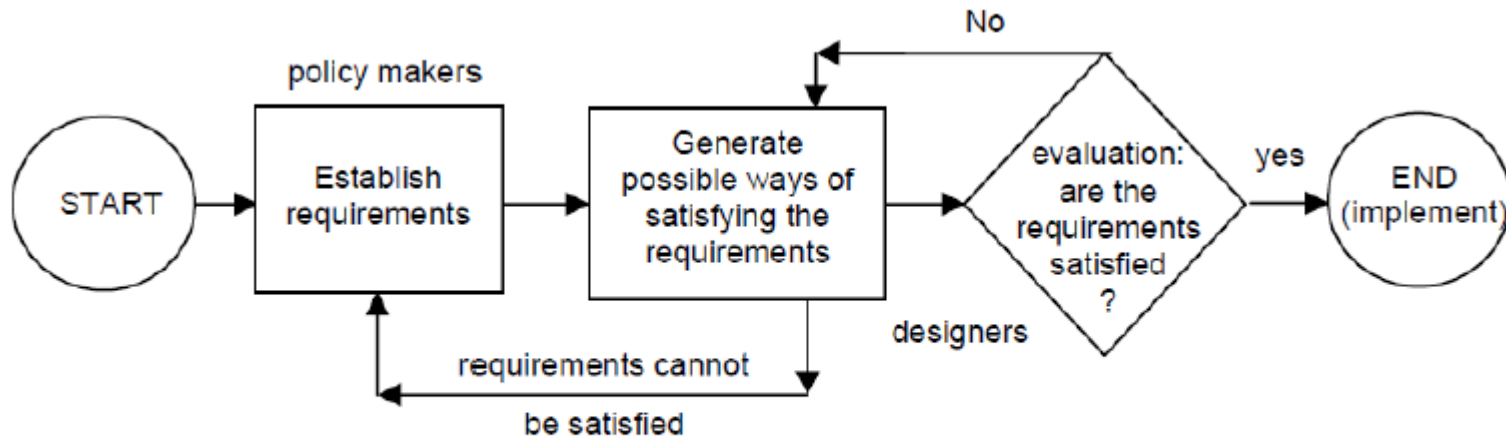 No
policy makers
START
Establish
requirements
Generate
possible ways of
satisfying the
requirements
evaluation:
are the
requirements
satisfied
?
yes
END
(implement)
designers
requirements cannot
be satisfied